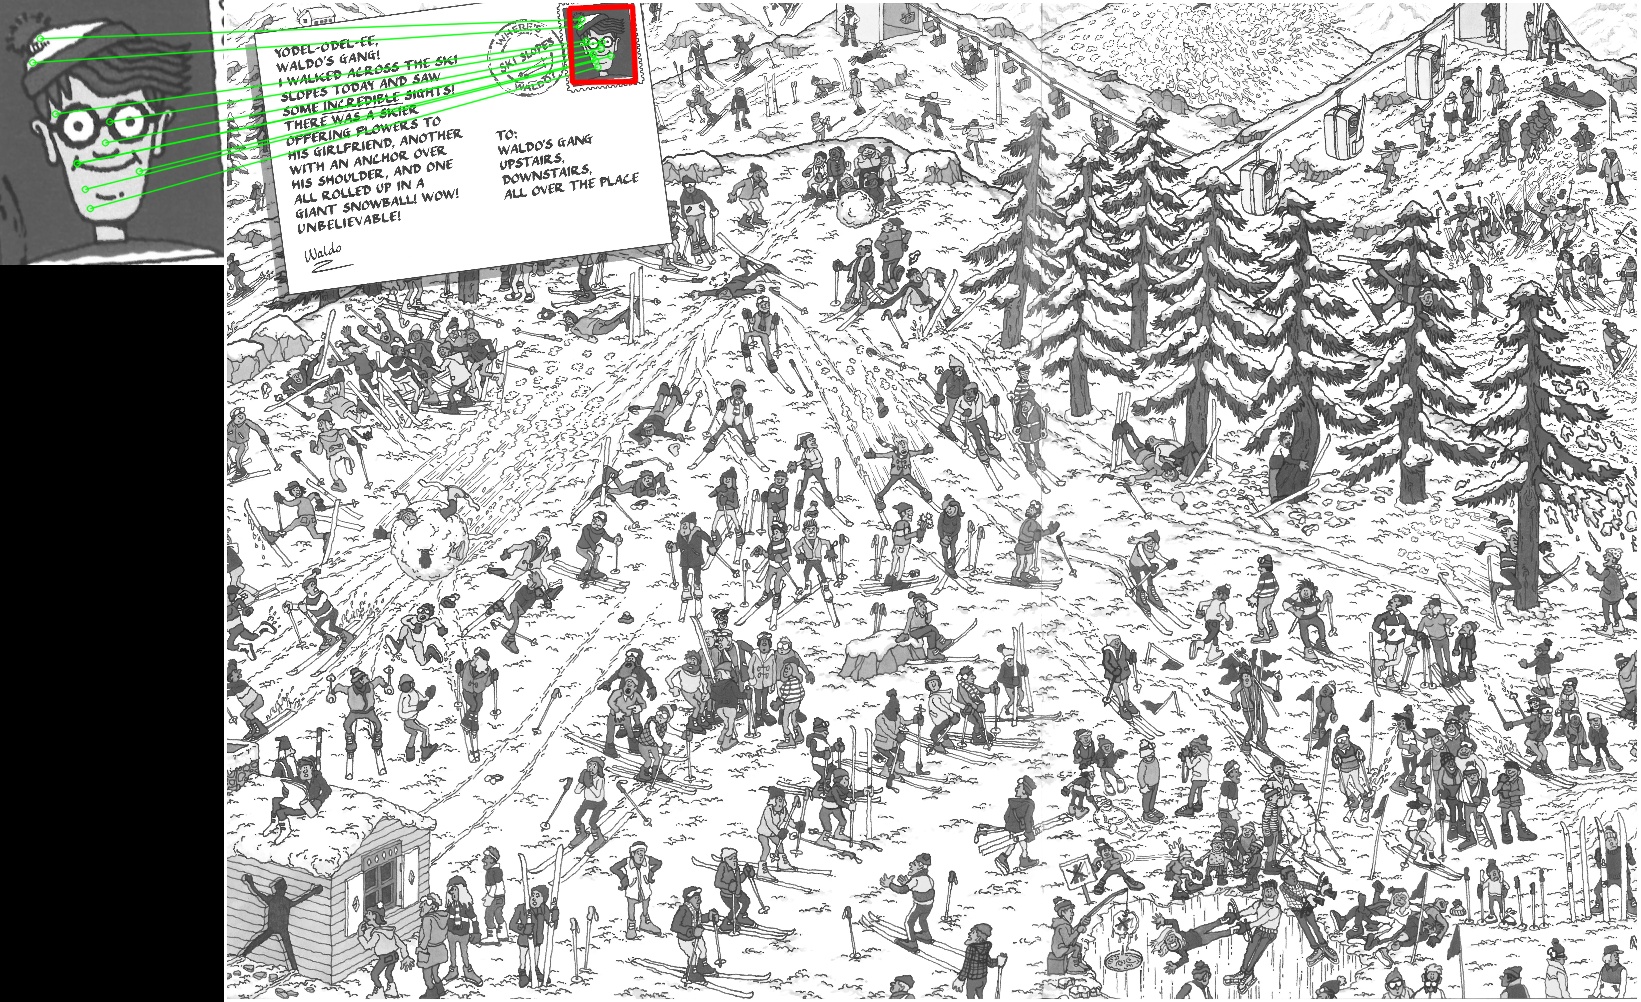 YODEL-ODEL-EE,
WALDO'S GANG!
I WALKED ACROSS THE SKI
SLOPES TODAY AND SAW
SOME INCREDIBLE SIGHTS!
THERE WAS A SKIER
OFFERING FLOWERS TO
HIS GIRLFRIEND, ANOTHER
WITH AN ANCHOR OVER
HIS SHOULDER, AND ONE
ALL ROLLED UP IN A
GIANT SNOWBALL! WOW!
UNBELIEVABLE!
Waldo
WHERE'S
SKI SLOPES
WALDO?
TO:
WALDO'S GANG
UPSTAIRS,
DOWNSTAIRS,
ALL OVER THE PLACE